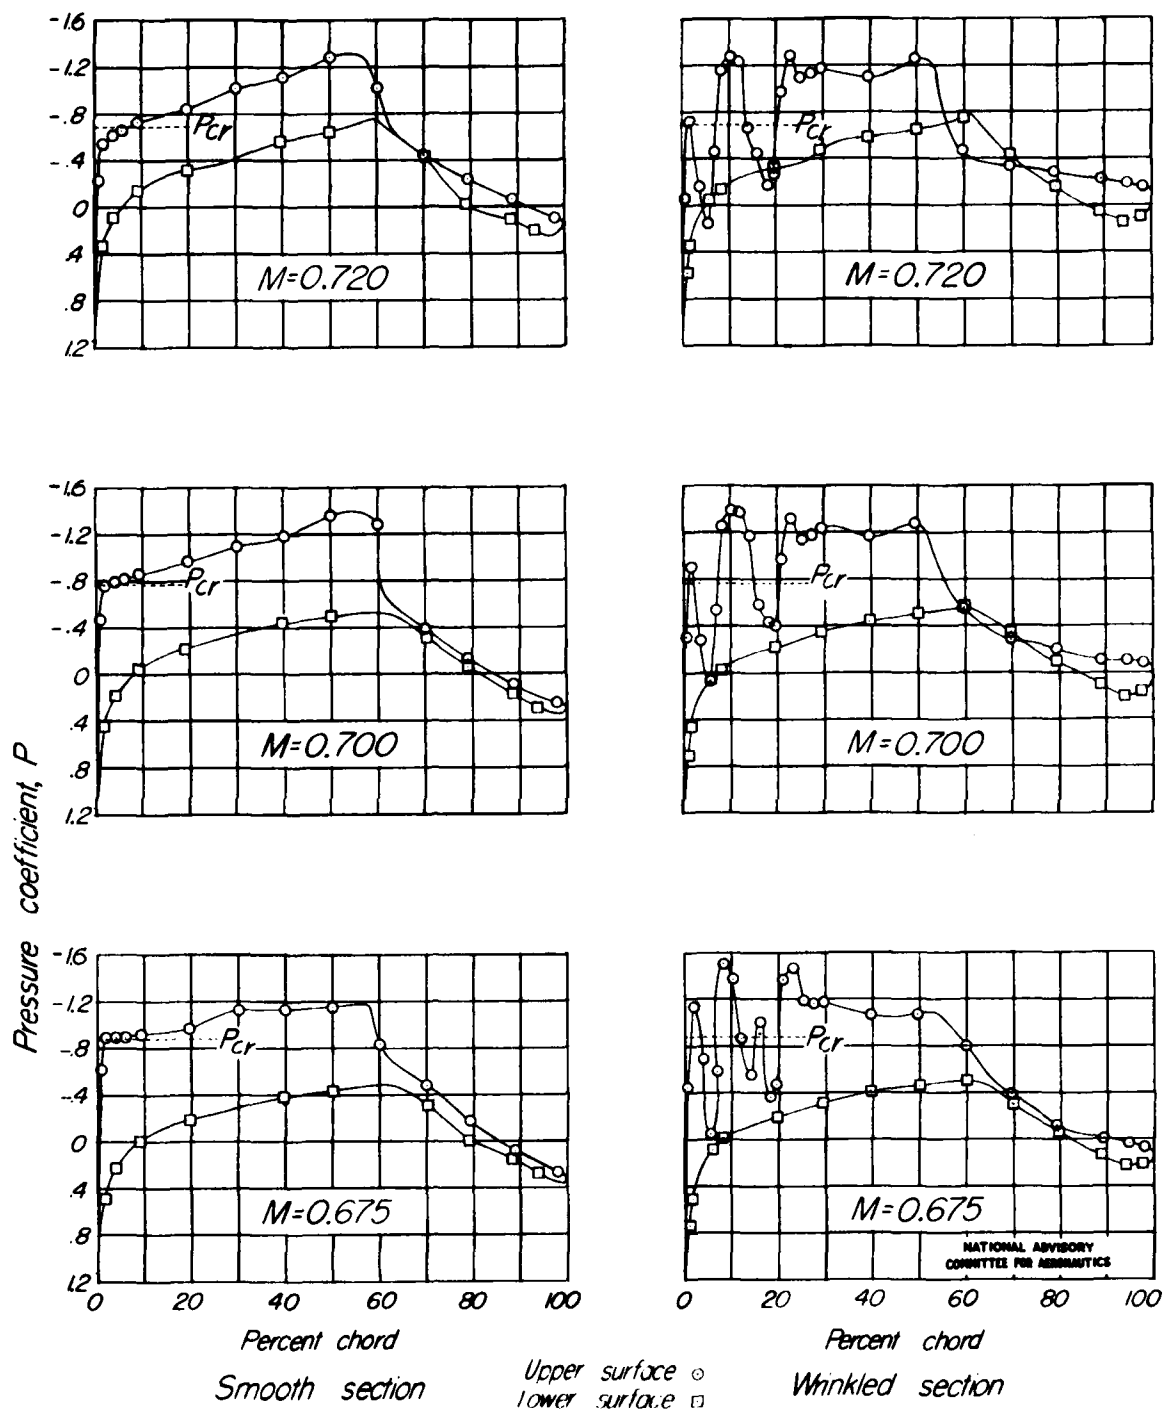 -1.6
-1.2
-.8
-.4
0
.4
.8
1.2
Pcr
M=0.720
Pcr
M=0.720
-1.6
-1.2
-.8
-.4
0
.4
.8
1.2
Pcr
M=0.700
Pcr
M=0.700
Pressure coefficient, P
-1.6
-1.2
-.8
-.4
0
.4
.8
1.2
Pcr
M=0.675
Pcr
M=0.675
NATIONAL ADVISORY
COMMITTEE FOR AERONAUTICS
0 20 40 60 80 100
0 20 40 60 80 100
Percent chord
Percent chord
Smooth section
Upper surface
Lower surface
Wrinkled section